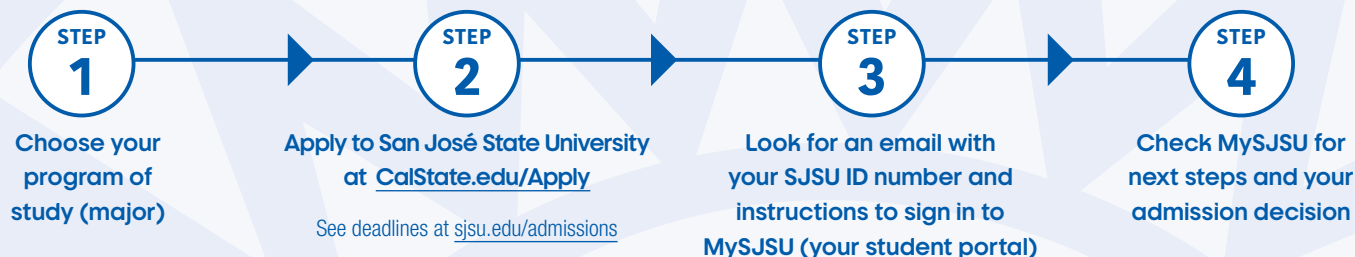 STEP
1
Choose your
program of
study (major)
STEP
2
Apply to San José State University
at CalState.edu/Apply
See deadlines at sjsu.edu/admissions
STEP
3
Look for an email with
your SJSU ID number and
instructions to sign in to
MySJSU (your student portal)
STEP
4
Check MySJSU for
next steps and your
admission decision